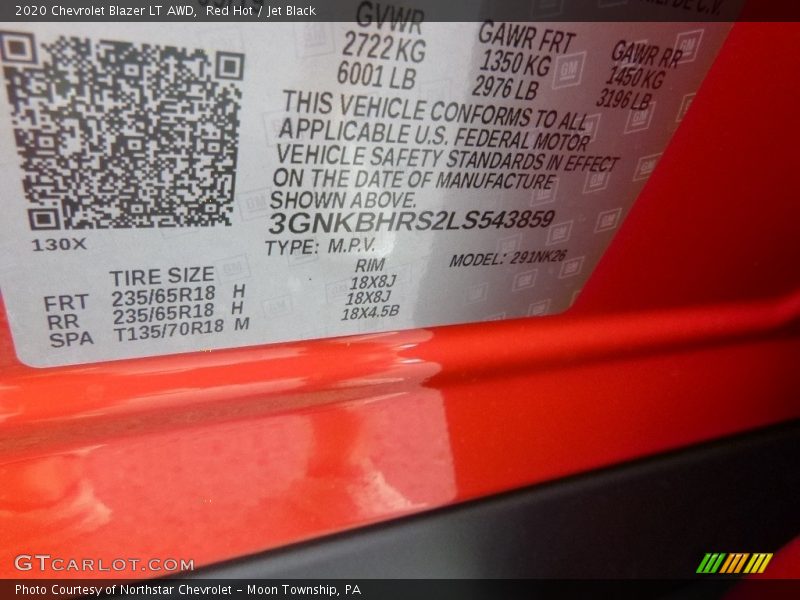 2020 Chevrolet Blazer LT AWD,  Red Hot / Jet Black
GVWR
2722 KG
6001 LB
GAWR FRT
1350 KG
2976 LB
GAWR RR
1450 KG
3196 LB
THIS VEHICLE CONFORMS TO ALL
APPLICABLE U.S. FEDERAL MOTOR
VEHICLE SAFETY STANDARDS IN EFFECT
ON THE DATE OF MANUFACTURE
SHOWN ABOVE.
3GNKBHRS2LS543859
TYPE: M.P.V.
MODEL: 291NK26
130X
TIRE SIZE RIM
FRT 235/65R18 H 18X8J
RR 235/65R18 H 18X8J
SPA T135/70R18 M 18X4.5B
GTCARLOT.COM
Photo Courtesy of Northstar Chevrolet - Moon Township, PA